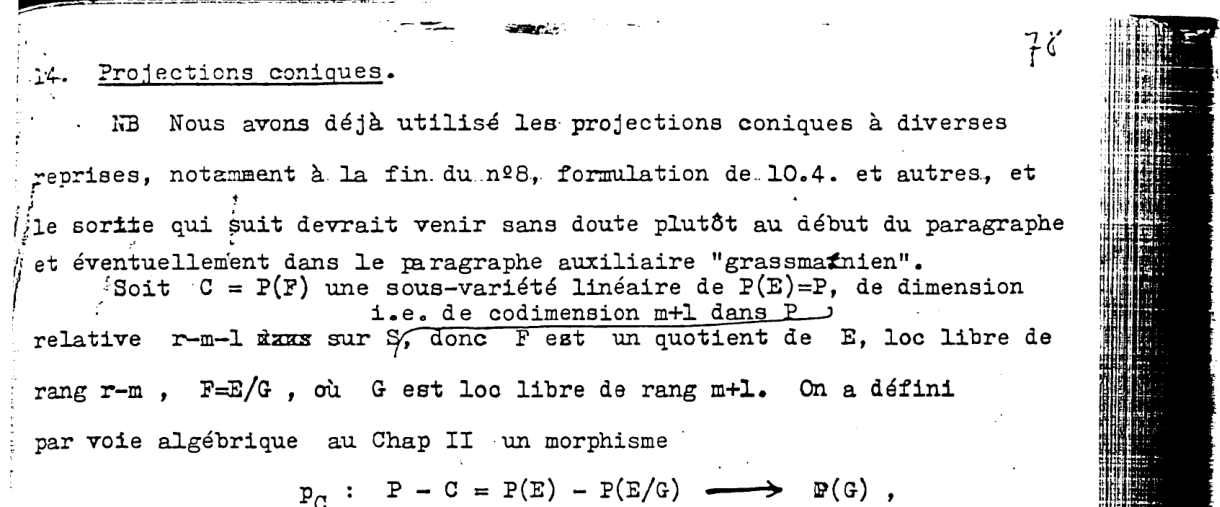 78
14. Projections coniques.
NB Nous avons déjà utilisé les projections coniques à diverses
reprises, notamment à la fin du nº8, formulation de 10.4. et autres, et
le sorite qui suit devrait venir sans doute plutôt au début du paragraphe
et éventuellement dans le paragraphe auxiliaire "grassmannien".
Soit C = P(F) une sous-variété linéaire de P(E)=P, de dimension
i.e. de codimension m+1 dans P
relative r-m-1 sur S, donc F est un quotient de E, loc libre de
rang r-m , F=E/G , où G est loc libre de rang m+1. On a défini
par voie algébrique au Chap II un morphisme
p_C : P - C = P(E) - P(E/G) ⟶ P(G) ,